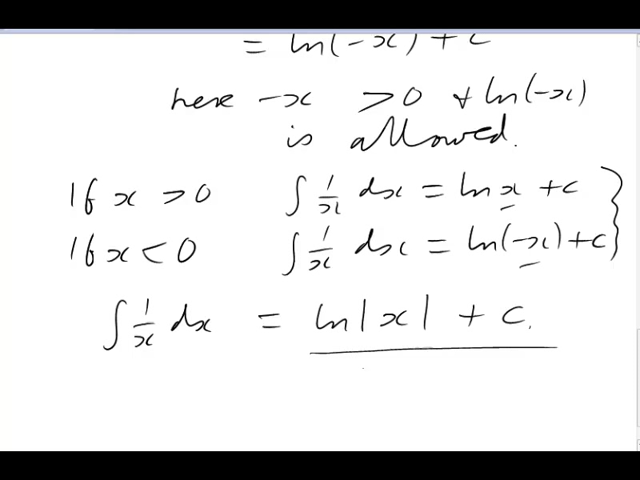 = ln(-x) + c
here -x > 0 & ln(-x)
is allowed.
If x > 0 ∫ 1/x dx = ln x + c
If x < 0 ∫ 1/x dx = ln(-x) + c
∫ 1/x dx = ln|x| + c.